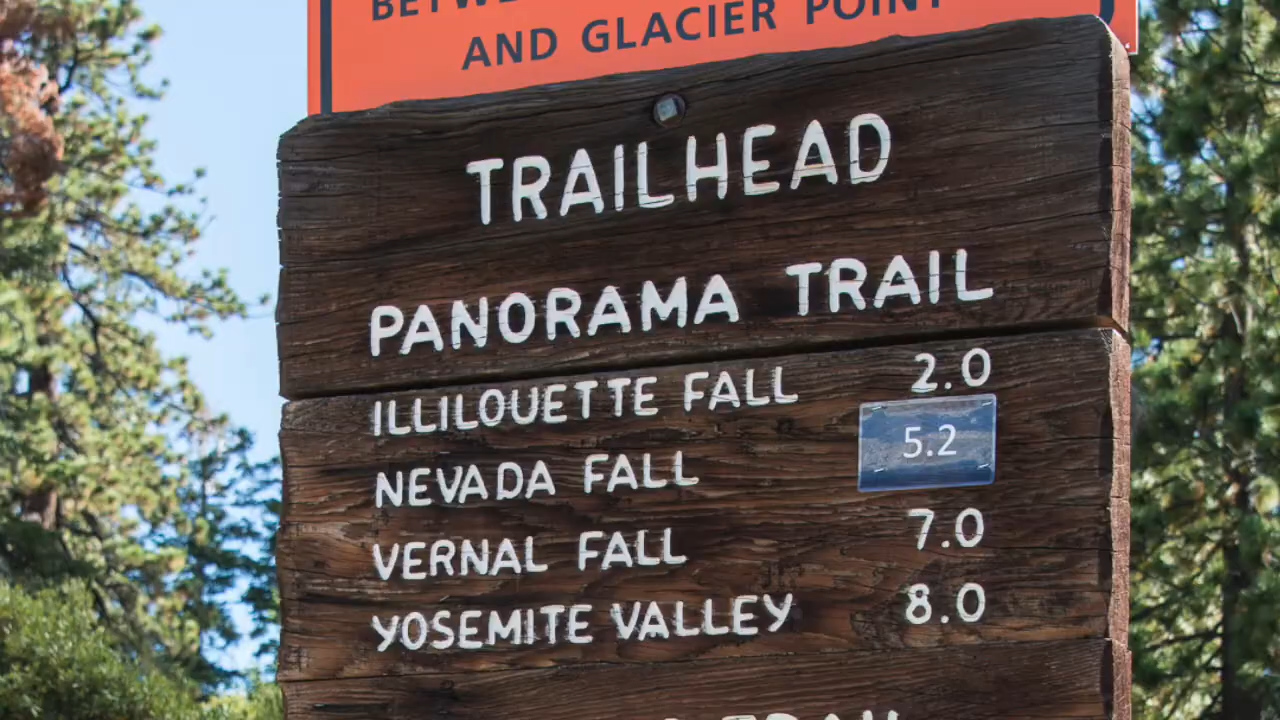 AND GLACIER POINT
TRAILHEAD
PANORAMA TRAIL
ILLILOUETTE FALL 2.0
NEVADA FALL 5.2
VERNAL FALL 7.0
YOSEMITE VALLEY 8.0